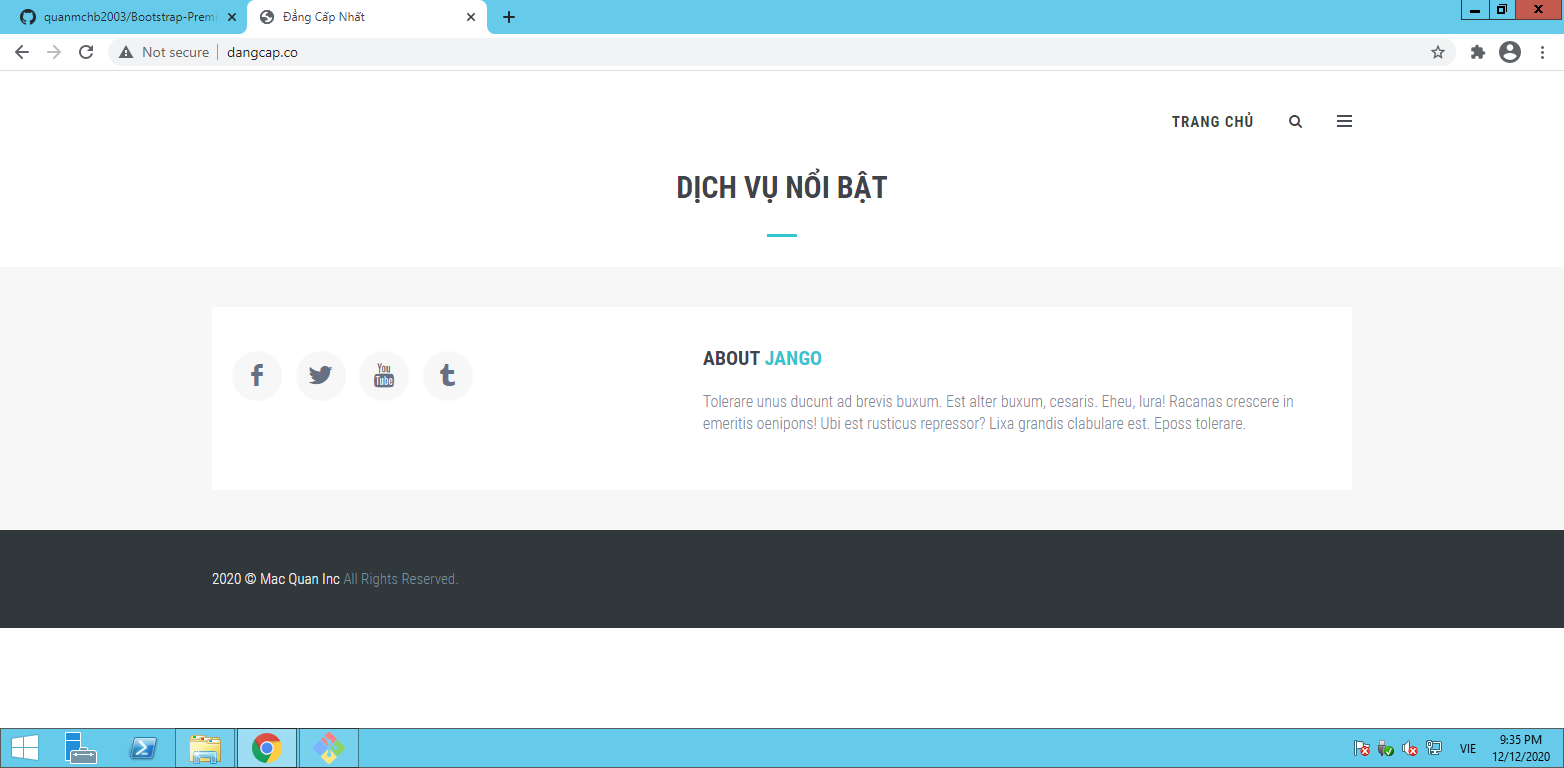 quanmchb2003/Bootstrap-Premi
Đẳng Cấp Nhất
Not secure
dangcap.co
TRANG CHỦ
DỊCH VỤ NỔI BẬT
You
Tube
ABOUT JANGO
Tolerare unus ducunt ad brevis buxum. Est alter buxum, cesaris. Eheu, lura! Racanas crescere in
emeritis oenipons! Ubi est rusticus repressor? Lixa grandis clabulare est. Eposs tolerare.
2020 © Mac Quan Inc All Rights Reserved.
VIE
9:35 PM
12/12/2020